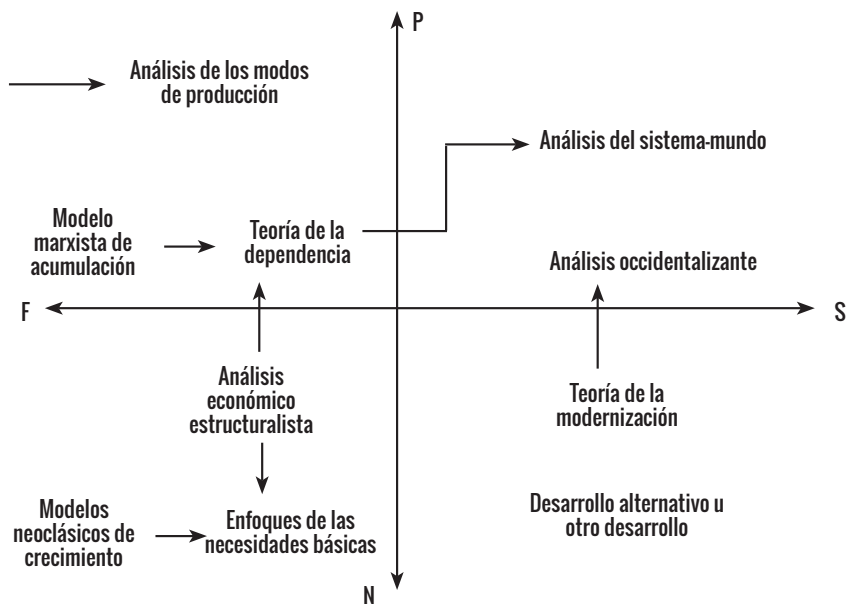 P
Análisis de los modos
de producción
Análisis del sistema-mundo
Modelo
marxista de
acumulación
Teoría de la
dependencia
Análisis occidentalizante
F
S
Análisis
económico
estructuralista
Teoría de la
modernización
Modelos
neoclásicos de
crecimiento
Enfoques de las
necesidades básicas
Desarrollo alternativo u
otro desarrollo
N